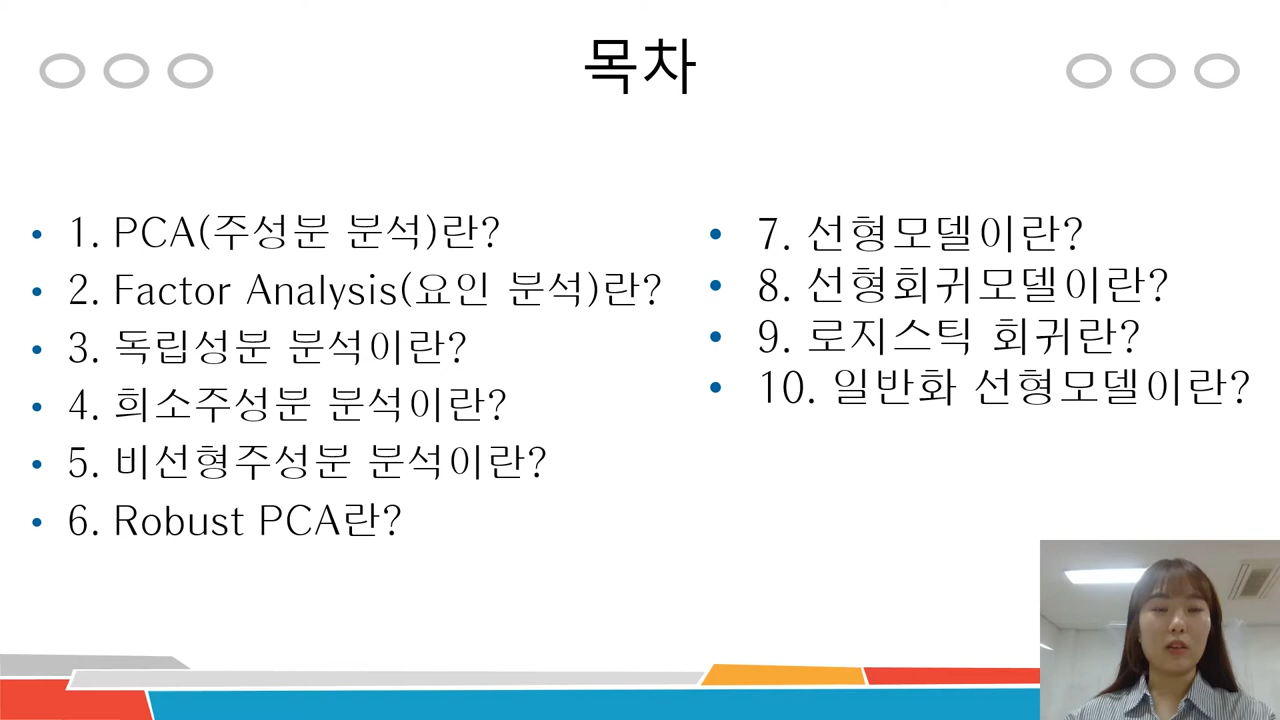 목차
• 1. PCA(주성분 분석)란?
• 2. Factor Analysis(요인 분석)란?
• 3. 독립성분 분석이란?
• 4. 희소주성분 분석이란?
• 5. 비선형주성분 분석이란?
• 6. Robust PCA란?
• 7. 선형모델이란?
• 8. 선형회귀모델이란?
• 9. 로지스틱 회귀란?
• 10. 일반화 선형모델이란?